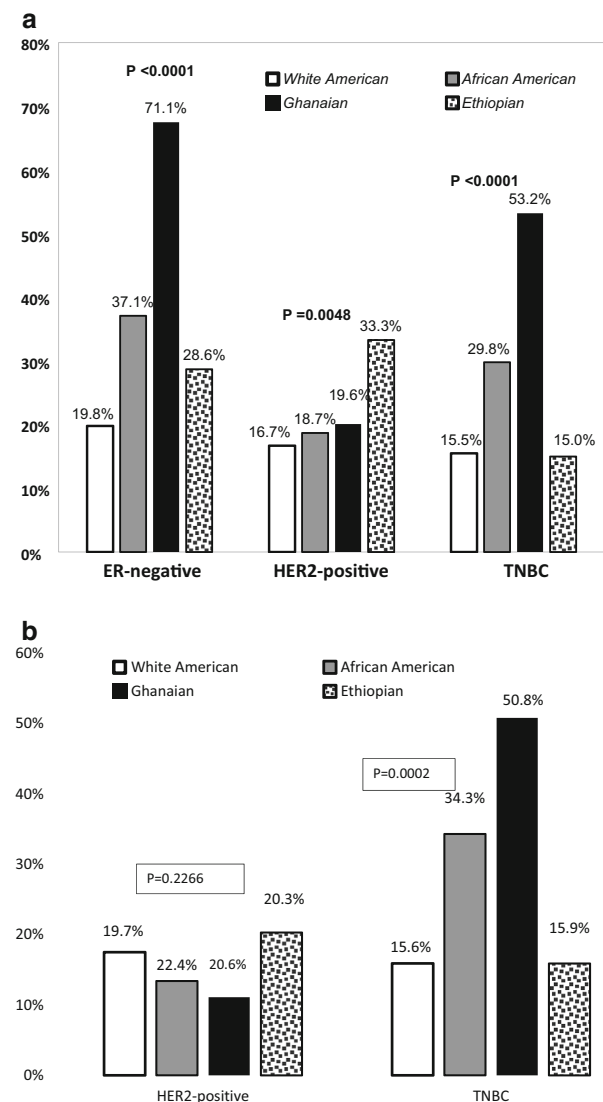 a
80%
P <0.0001
White American
African American
70%
71.1%
Ghanaian
Ethiopian
60%
P <0.0001
53.2%
50%
40%
37.1%
P =0.0048
33.3%
30%
28.6%
29.8%
20%
19.8%
16.7%
18.7%
19.6%
15.5%
15.0%
10%
0%
ER-negative
HER2-positive
TNBC
b
60%
White American
African American
Ghanaian
Ethiopian
50.8%
50%
P=0.0002
40%
34.3%
30%
P=0.2266
20.3%
20%
19.7%
22.4%
20.6%
15.6%
15.9%
10%
0%
HER2-positive
TNBC